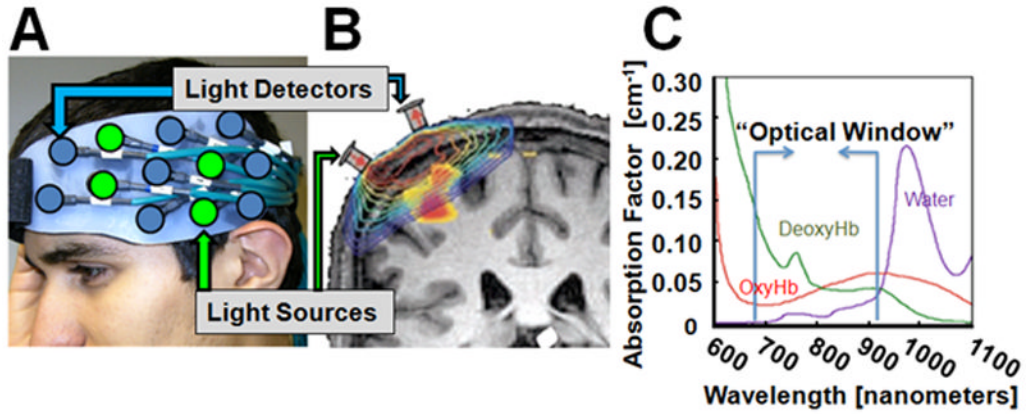 A
B
C
Light Detectors
Light Sources
Absorption Factor [cm⁻¹]
0.30
0.25
0.20
0.15
0.10
0.05
0
“Optical Window”
Water
DeoxyHb
OxyHb
600
700
800
900
1000
1100
Wavelength [nanometers]